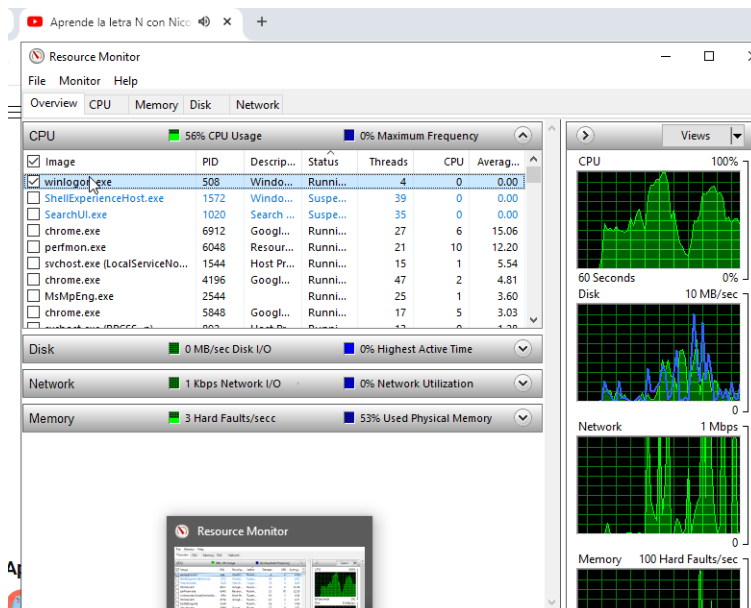 Aprende la letra N con Nico
Resource Monitor
File Monitor Help
Overview CPU Memory Disk Network
CPU 56% CPU Usage 0% Maximum Frequency
Image PID Descrip... Status Threads CPU Averag...
winlogon.exe 508 Windo... Runni... 4 0 0.00
ShellExperienceHost.exe 1572 Windo... Suspe... 39 0 0.00
SearchUI.exe 1020 Search ... Suspe... 35 0 0.00
chrome.exe 6912 Googl... Runni... 27 6 15.06
perfmon.exe 6048 Resour... Runni... 21 10 12.20
svchost.exe (LocalServiceNo... 1544 Host Pr... Runni... 15 1 5.54
chrome.exe 4196 Googl... Runni... 47 2 4.81
MsMpEng.exe 2544 Runni... 25 1 3.60
chrome.exe 5848 Googl... Runni... 17 5 3.03
Disk 0 MB/sec Disk I/O 0% Highest Active Time
Network 1 Kbps Network I/O 0% Network Utilization
Memory 3 Hard Faults/secc 53% Used Physical Memory
Views
CPU 100%
60 Seconds 0%
Disk 10 MB/sec
0
Network 1 Mbps
0
Memory 100 Hard Faults/sec
Resource Monitor